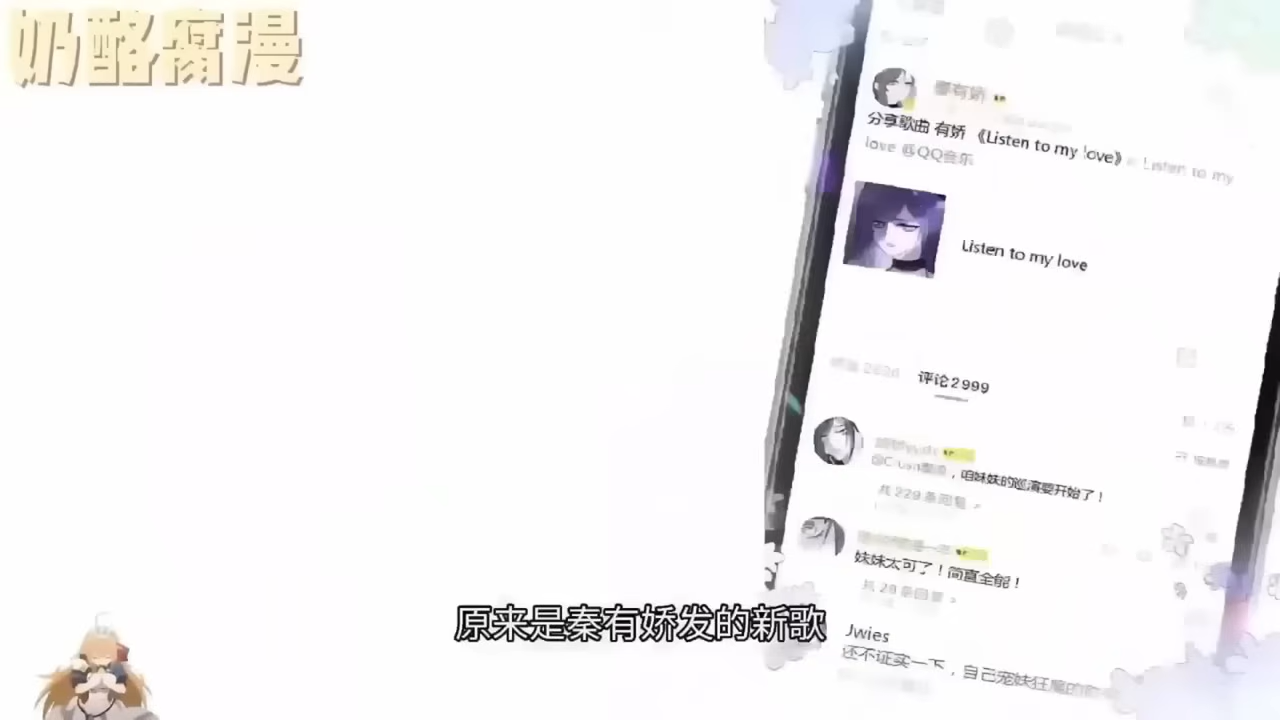 奶酪腐漫
分享歌曲 有娇 《Listen to my love》 Listen to my
love @QQ音乐
Listen to my love
评论2999
，咱妹妹的巡演要开始了！
共 229 条回复 >
妹妹太可了！简直全能！
共 28 条回复 >
原来是秦有娇发的新歌
Jwies
还不证实一下，自己宠妹狂魔的